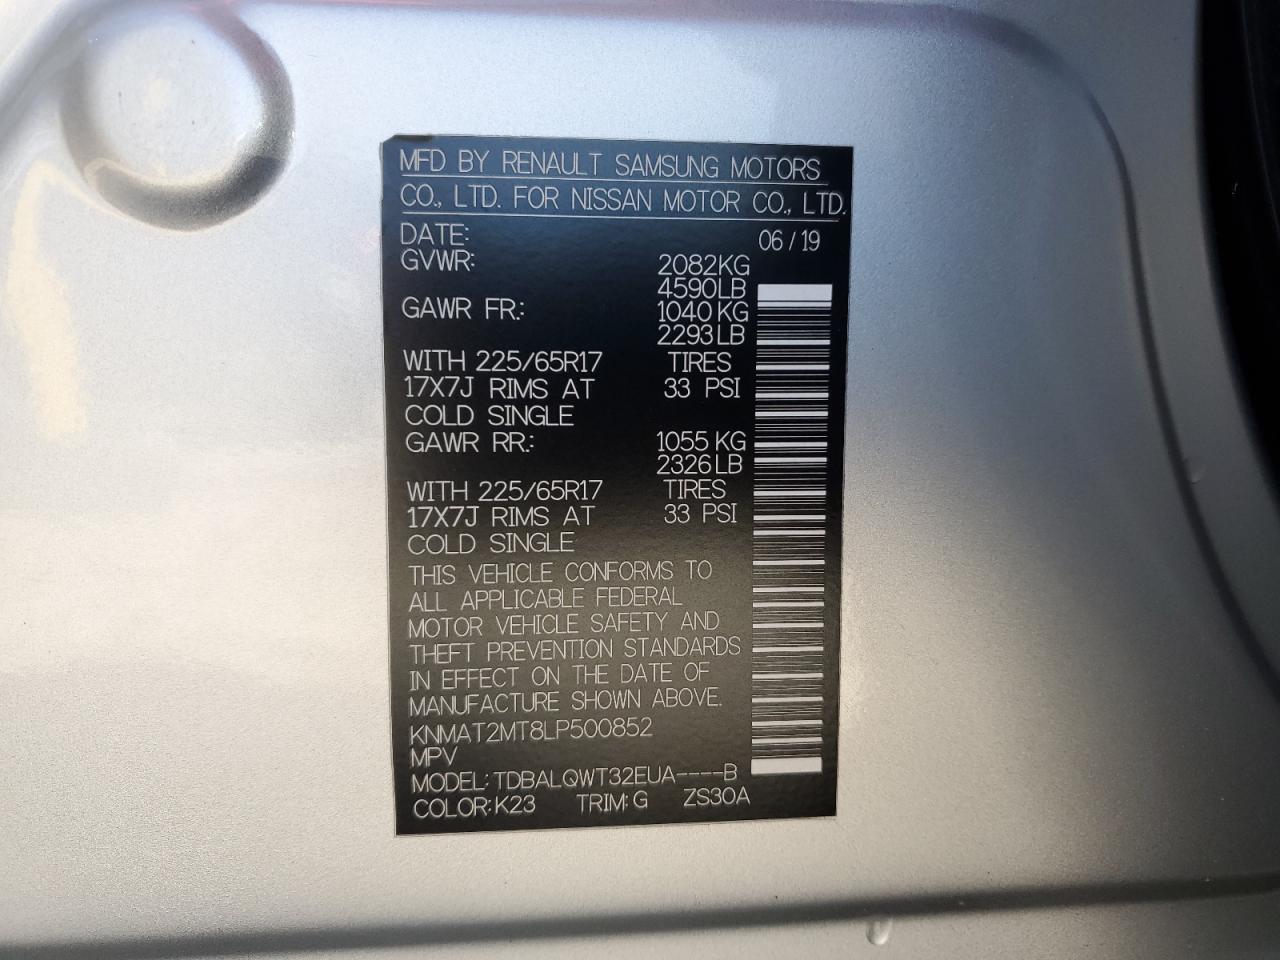 MFD BY RENAULT SAMSUNG MOTORS
CO., LTD. FOR NISSAN MOTOR CO., LTD.
DATE: 06 / 19
GVWR: 2082KG
4590LB
GAWR FR.: 1040 KG
2293LB
WITH 225/65R17 TIRES
17X7J RIMS AT 33 PSI
COLD SINGLE
GAWR RR.: 1055 KG
2326LB
WITH 225/65R17 TIRES
17X7J RIMS AT 33 PSI
COLD SINGLE
THIS VEHICLE CONFORMS TO
ALL APPLICABLE FEDERAL
MOTOR VEHICLE SAFETY AND
THEFT PREVENTION STANDARDS
IN EFFECT ON THE DATE OF
MANUFACTURE SHOWN ABOVE.
KNMAT2MT8LP500852
MPV
MODEL: TDBALQWT32EUA----B
COLOR: K23 TRIM: G ZS30A